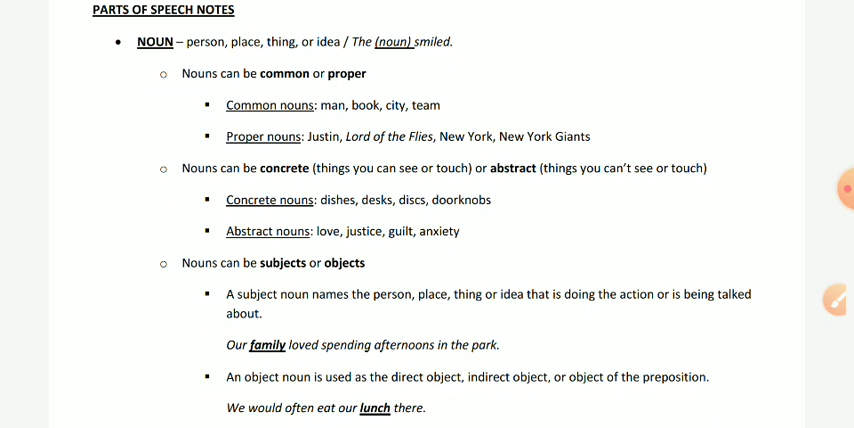 PARTS OF SPEECH NOTES
• NOUN – person, place, thing, or idea / The (noun) smiled.
o Nouns can be common or proper
▪ Common nouns: man, book, city, team
▪ Proper nouns: Justin, Lord of the Flies, New York, New York Giants
o Nouns can be concrete (things you can see or touch) or abstract (things you can't see or touch)
▪ Concrete nouns: dishes, desks, discs, doorknobs
▪ Abstract nouns: love, justice, guilt, anxiety
o Nouns can be subjects or objects
▪ A subject noun names the person, place, thing or idea that is doing the action or is being talked
about.
Our family loved spending afternoons in the park.
▪ An object noun is used as the direct object, indirect object, or object of the preposition.
We would often eat our lunch there.